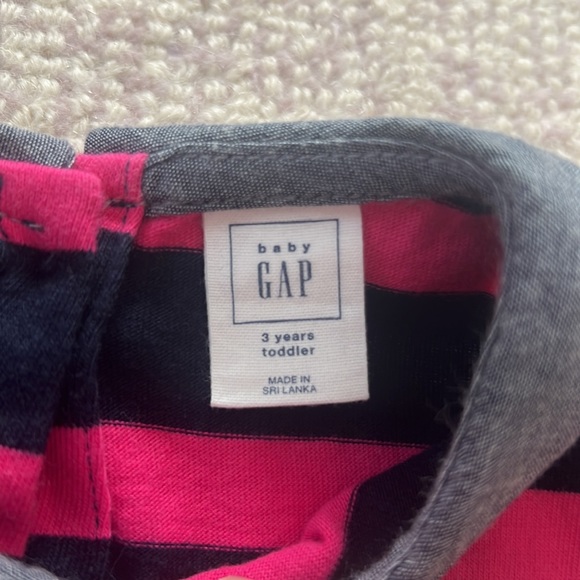 baby
GAP
3 years
toddler
MADE IN
SRI LANKA